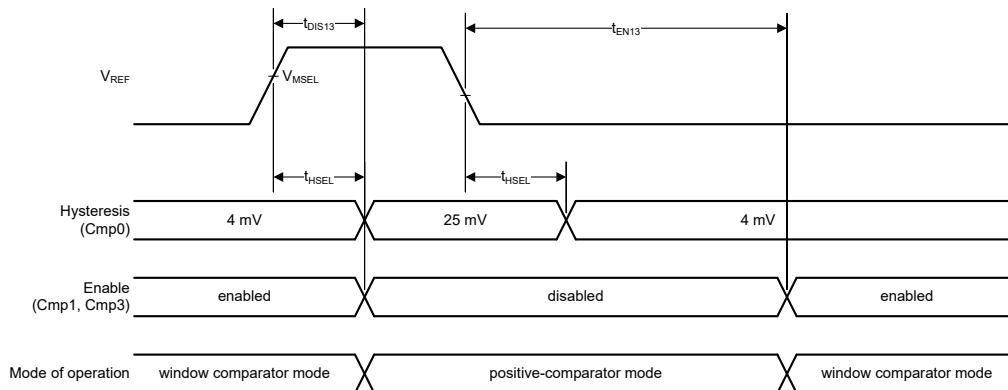 tDIS13
tEN13
VREF
VMSEL
tHSEL
tHSEL
Hysteresis
(Cmp0)
4 mV
25 mV
4 mV
Enable
(Cmp1, Cmp3)
enabled
disabled
enabled
Mode of operation
window comparator mode
positive-comparator mode
window comparator mode